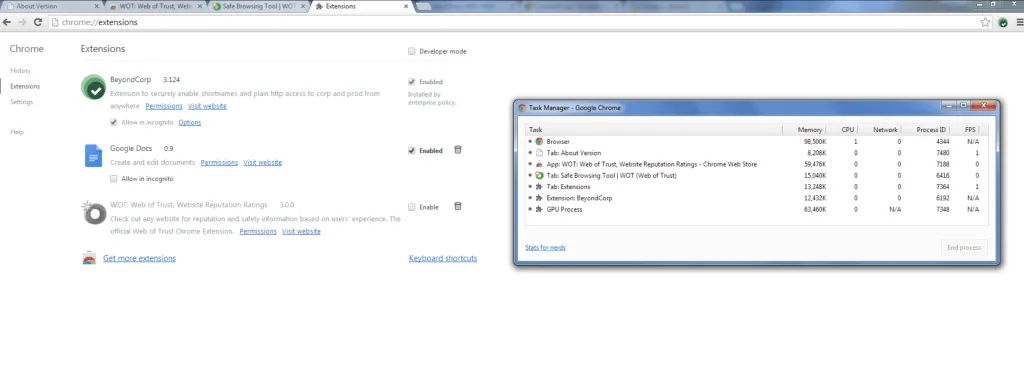 About Version
WOT: Web of Trust, Webs
Safe Browsing Tool | WOT
Extensions
chrome://extensions
Chrome
History
Extensions
Settings
Help
Extensions
Developer mode
BeyondCorp 3.124
Extension to securely enable shortnames and plain http access to corp and prod from
anywhere Permissions Visit website
Allow in incognito Options
Enabled
Installed by
enterprise policy.
Google Docs 0.9
Create and edit documents Permissions Visit website
Allow in incognito
Enabled
WOT: Web of Trust, Website Reputation Ratings 3.0.0
Check out any website for reputation and safety information based on users' experience. The
official Web of Trust Chrome Extension. Permissions Visit website
Enable
Get more extensions
Keyboard shortcuts
Task Manager - Google Chrome
Task Memory CPU Network Process ID FPS
Browser 98,500K 1 0 4344 N/A
Tab: About Version 8,208K 0 0 7480 1
App: WOT: Web of Trust, Website Reputation Ratings - Chrome Web Store 59,476K 0 0 7188 0
Tab: Safe Browsing Tool | WOT (Web of Trust) 15,040K 0 0 6416 0
Tab: Extensions 13,248K 0 0 7364 1
Extension: BeyondCorp 12,432K 0 0 6192 N/A
GPU Process 63,460K 0 N/A 7348 N/A
Stats for nerds
End process